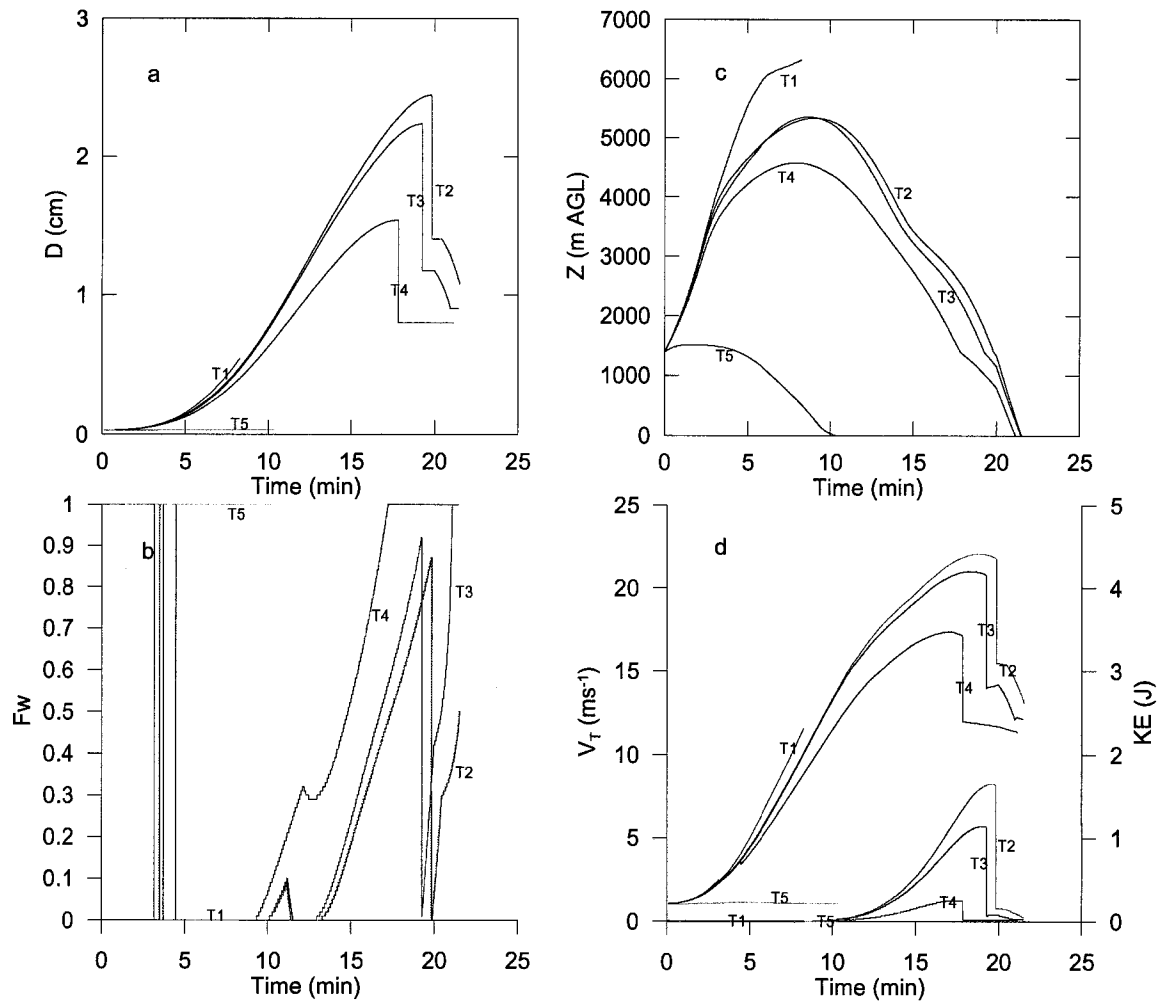 a
D (cm)
3
2
1
0
T1
T5
T4
T3
T2
0 5 10 15 20 25
Time (min)
c
Z (m AGL)
7000
6000
5000
4000
3000
2000
1000
0
T1
T2
T4
T3
T5
0 5 10 15 20 25
Time (min)
b
Fw
1
0.9
0.8
0.7
0.6
0.5
0.4
0.3
0.2
0.1
0
T5
T4
T3
T2
T1
0 5 10 15 20 25
Time (min)
d
V_T (ms⁻¹)
25
20
15
10
5
0
T1
T3
T2
T4
T5
T2
T3
T4
T1
T5
5
4
3
2
1
0
KE (J)
0 5 10 15 20 25
Time (min)